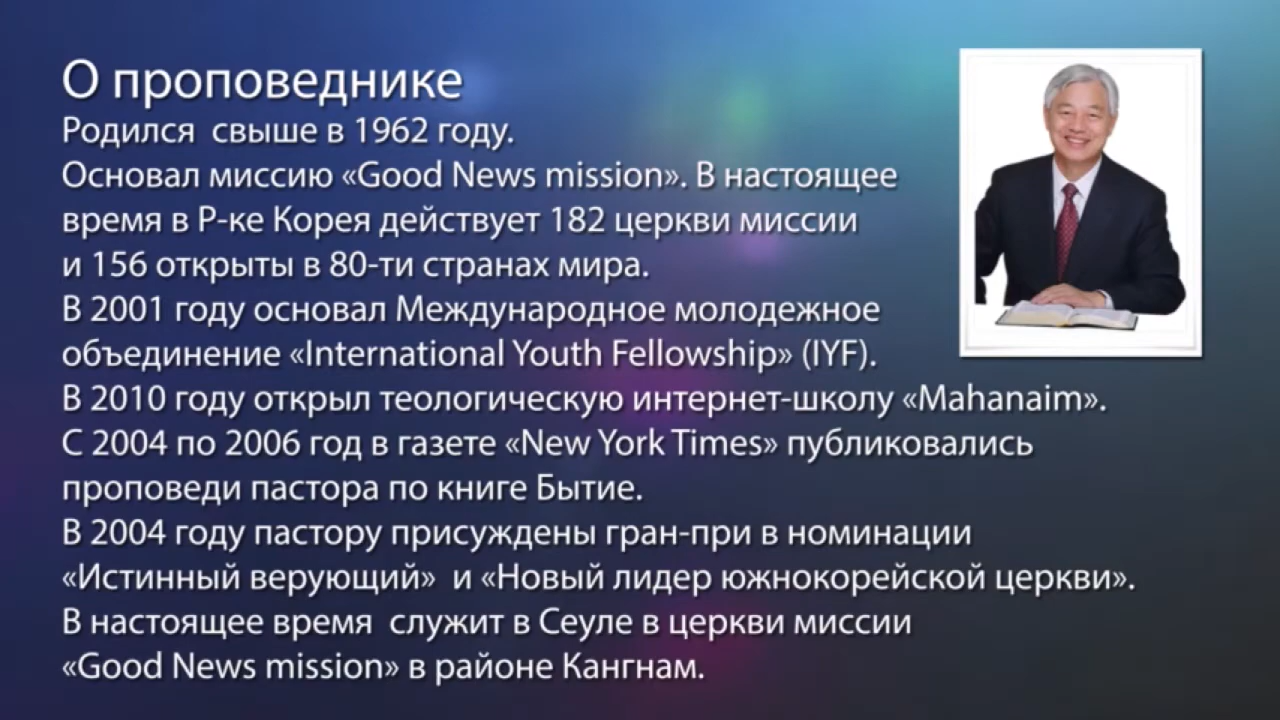 О проповеднике
Родился свыше в 1962 году.
Основал миссию «Good News mission». В настоящее
время в Р-ке Корея действует 182 церкви миссии
и 156 открыты в 80-ти странах мира.
В 2001 году основал Международное молодежное
объединение «International Youth Fellowship» (IYF).
В 2010 году открыл теологическую интернет-школу «Mahanaim».
С 2004 по 2006 год в газете «New York Times» публиковались
проповеди пастора по книге Бытие.
В 2004 году пастору присуждены гран-при в номинации
«Истинный верующий» и «Новый лидер южнокорейской церкви».
В настоящее время служит в Сеуле в церкви миссии
«Good News mission» в районе Кангнам.